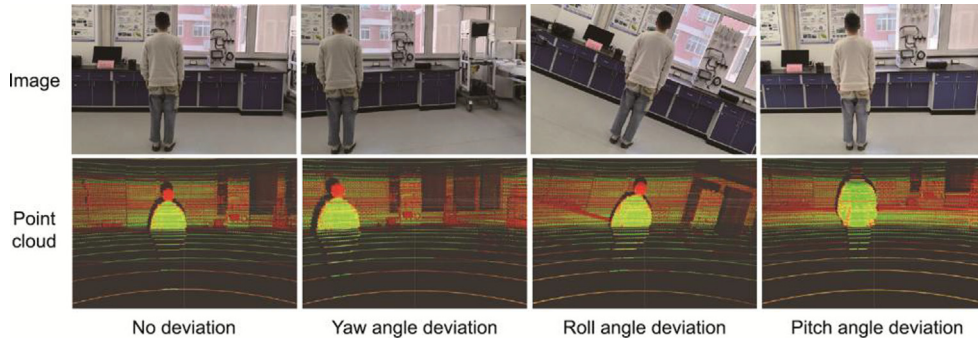 Image
Point
cloud
No deviation
Yaw angle deviation
Roll angle deviation
Pitch angle deviation